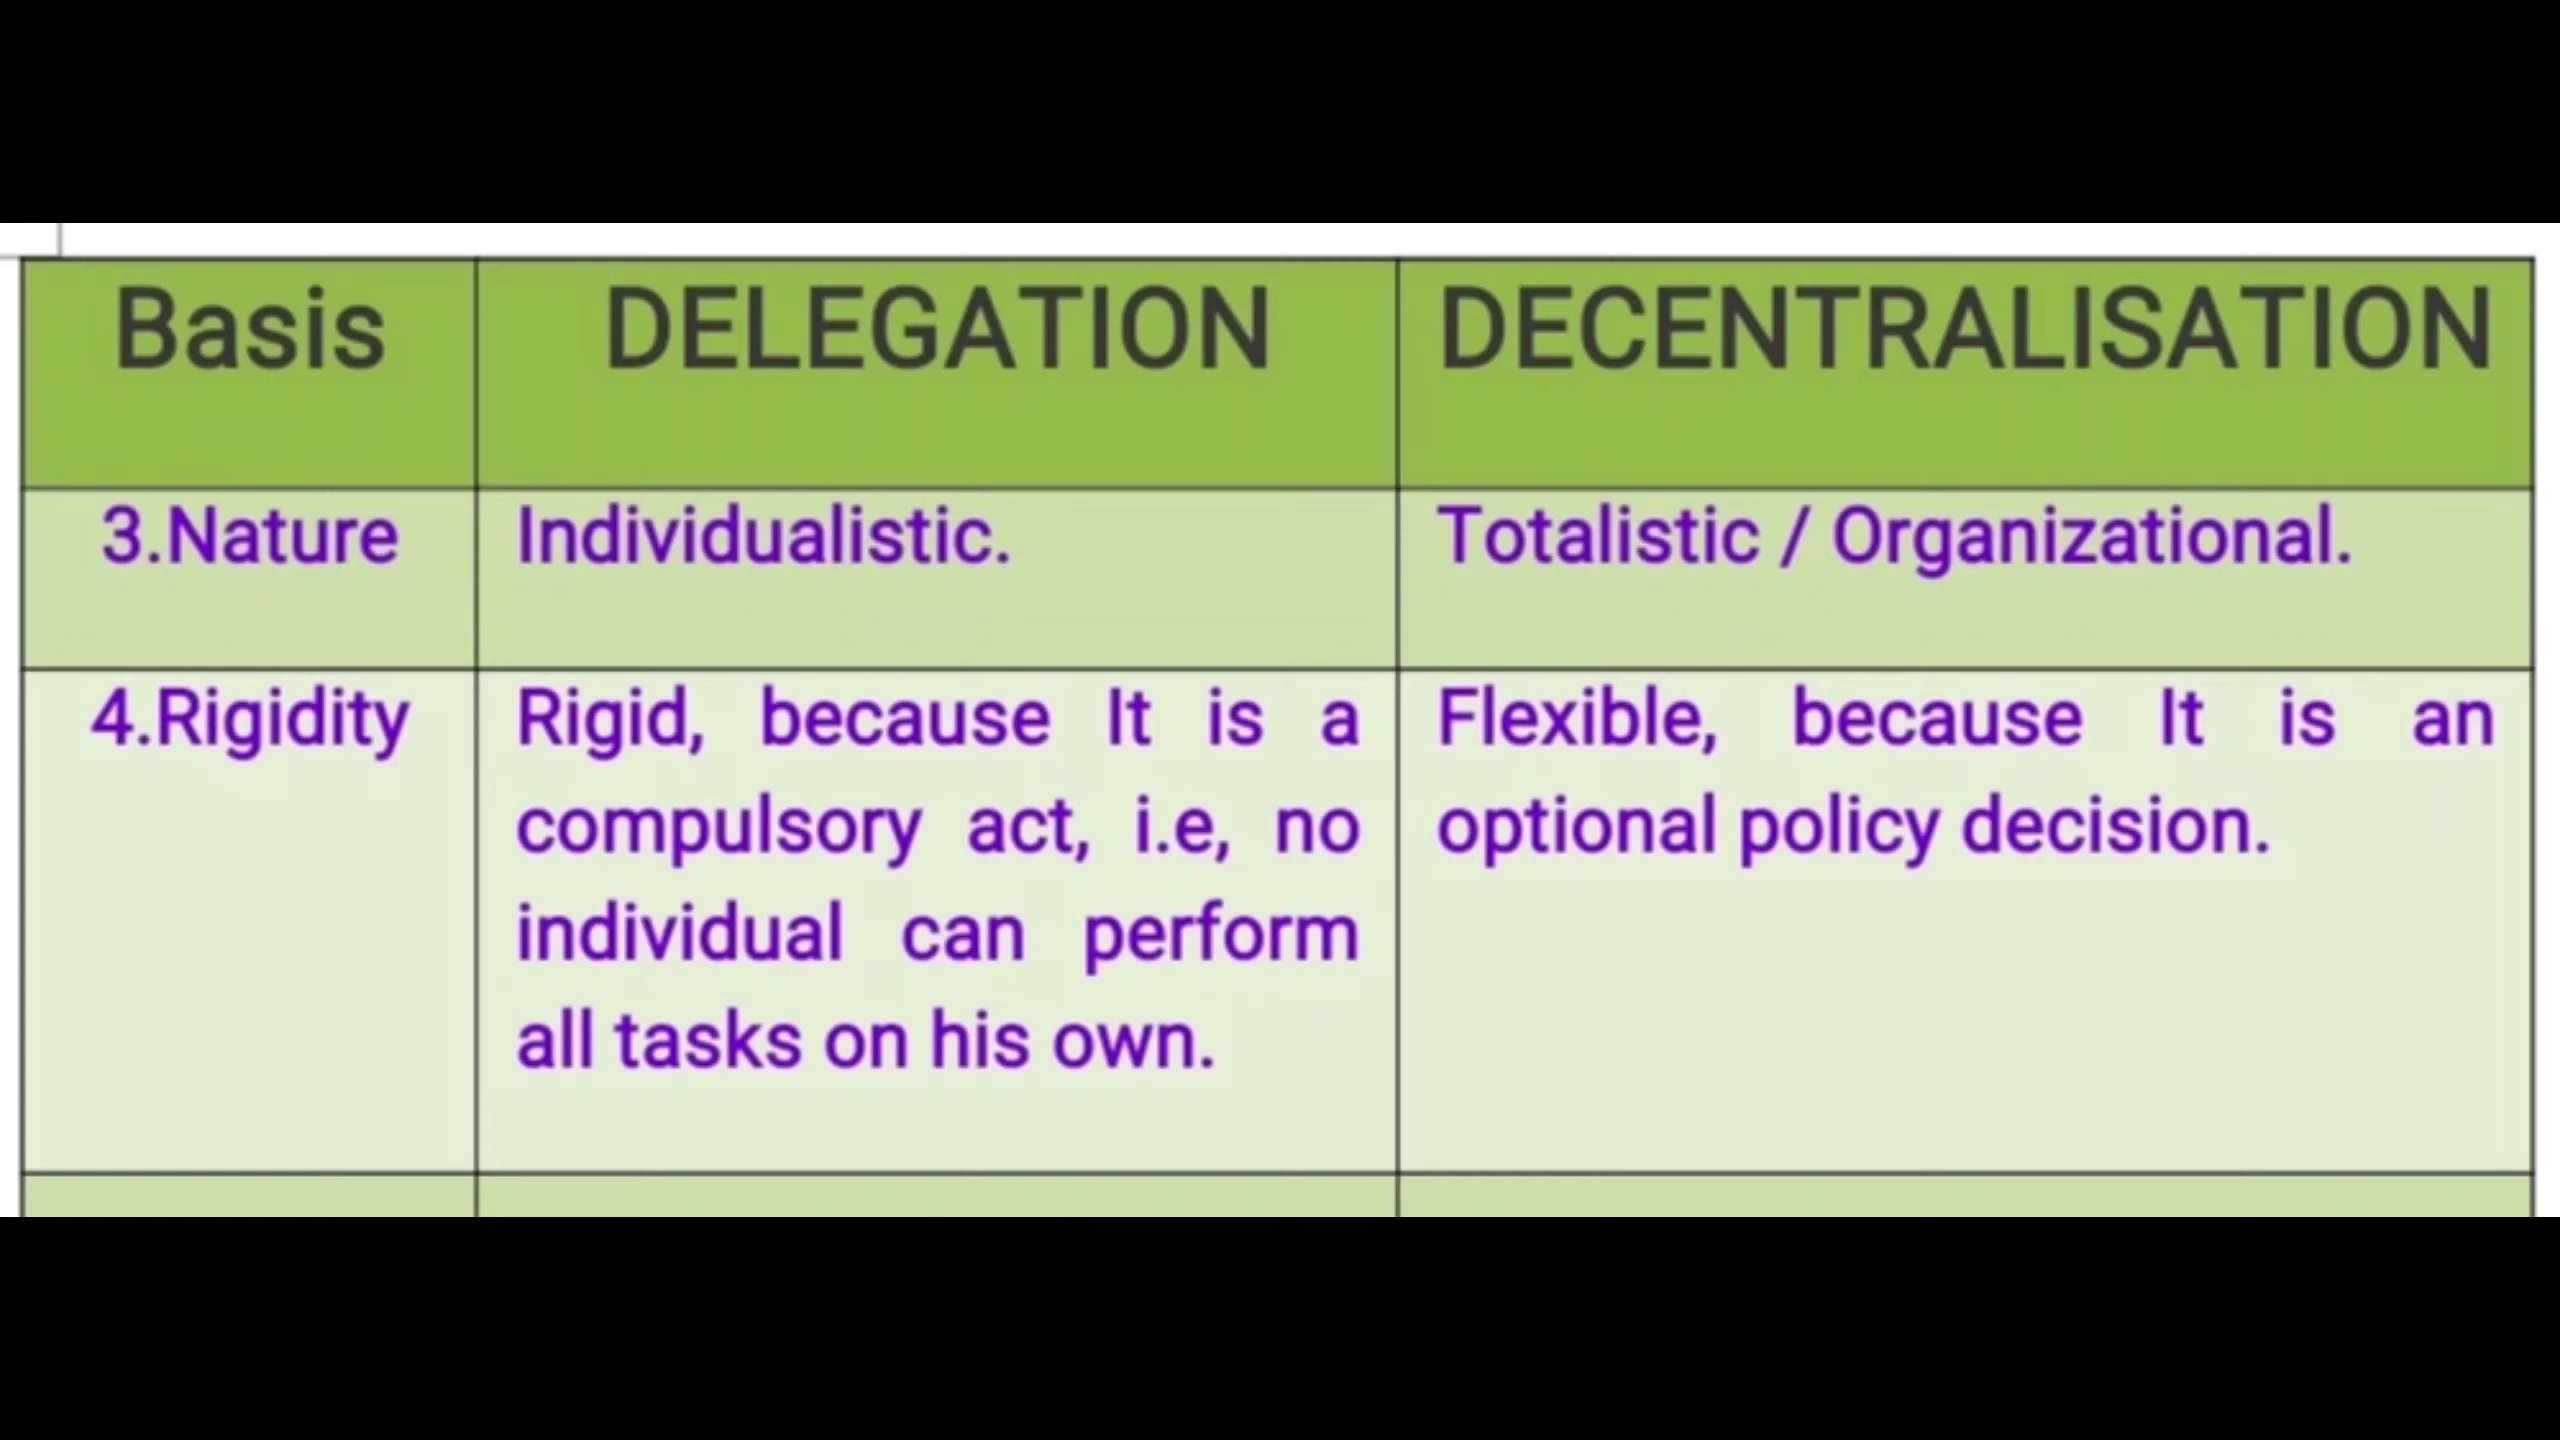 Basis DELEGATION DECENTRALISATION
3.Nature Individualistic. Totalistic / Organizational.
4.Rigidity Rigid, because It is a Flexible, because It is an
compulsory act, i.e, no optional policy decision.
individual can perform
all tasks on his own.